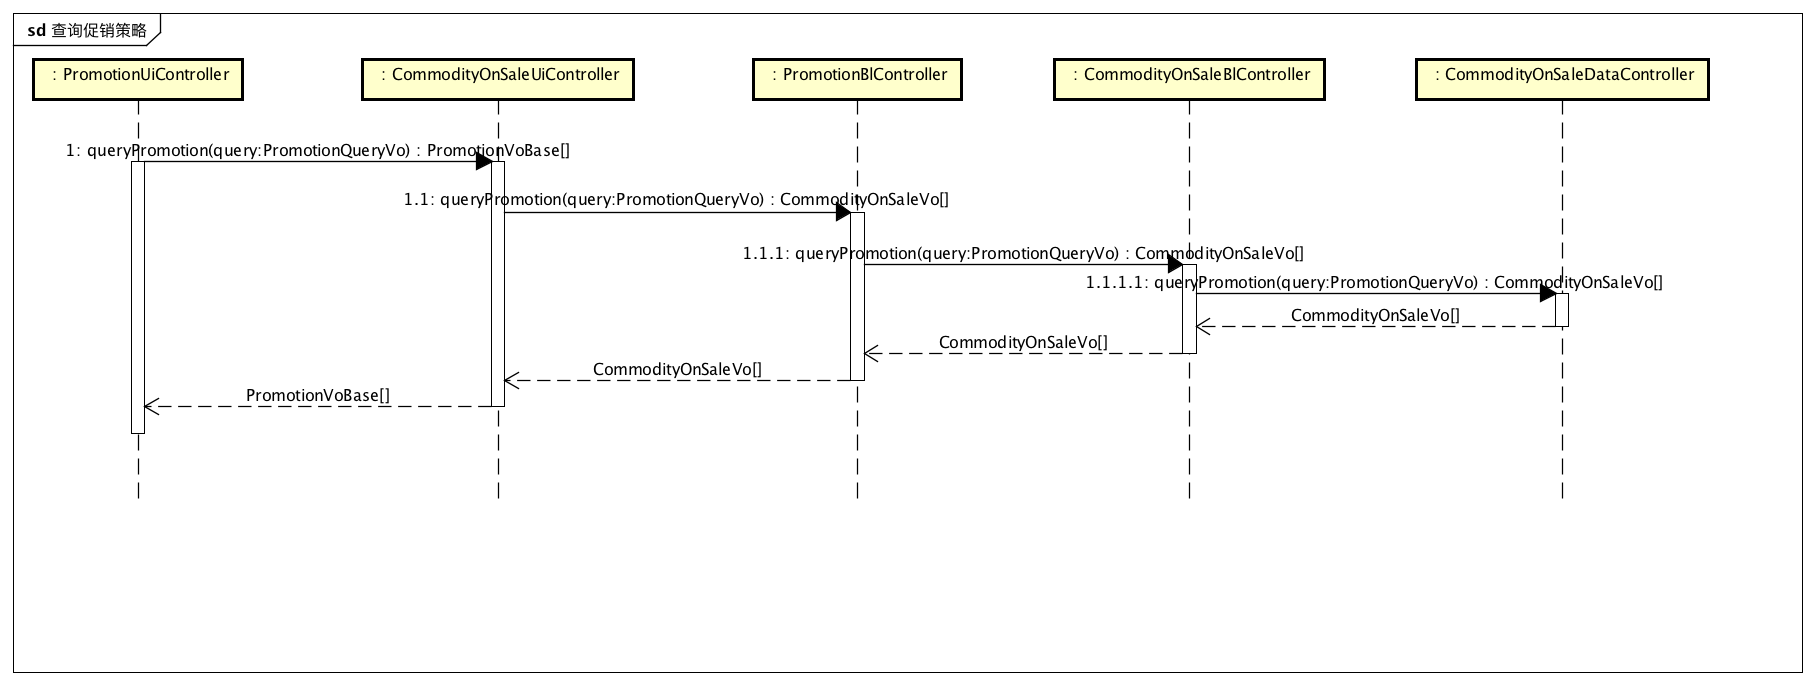 sd 查询促销策略
: PromotionUiController
: CommodityOnSaleUiController
: PromotionBlController
: CommodityOnSaleBlController
: CommodityOnSaleDataController
1: queryPromotion(query:PromotionQueryVo) : PromotionVoBase[]
1.1: queryPromotion(query:PromotionQueryVo) : CommodityOnSaleVo[]
1.1.1: queryPromotion(query:PromotionQueryVo) : CommodityOnSaleVo[]
1.1.1.1: queryPromotion(query:PromotionQueryVo) : CommodityOnSaleVo[]
CommodityOnSaleVo[]
CommodityOnSaleVo[]
CommodityOnSaleVo[]
PromotionVoBase[]